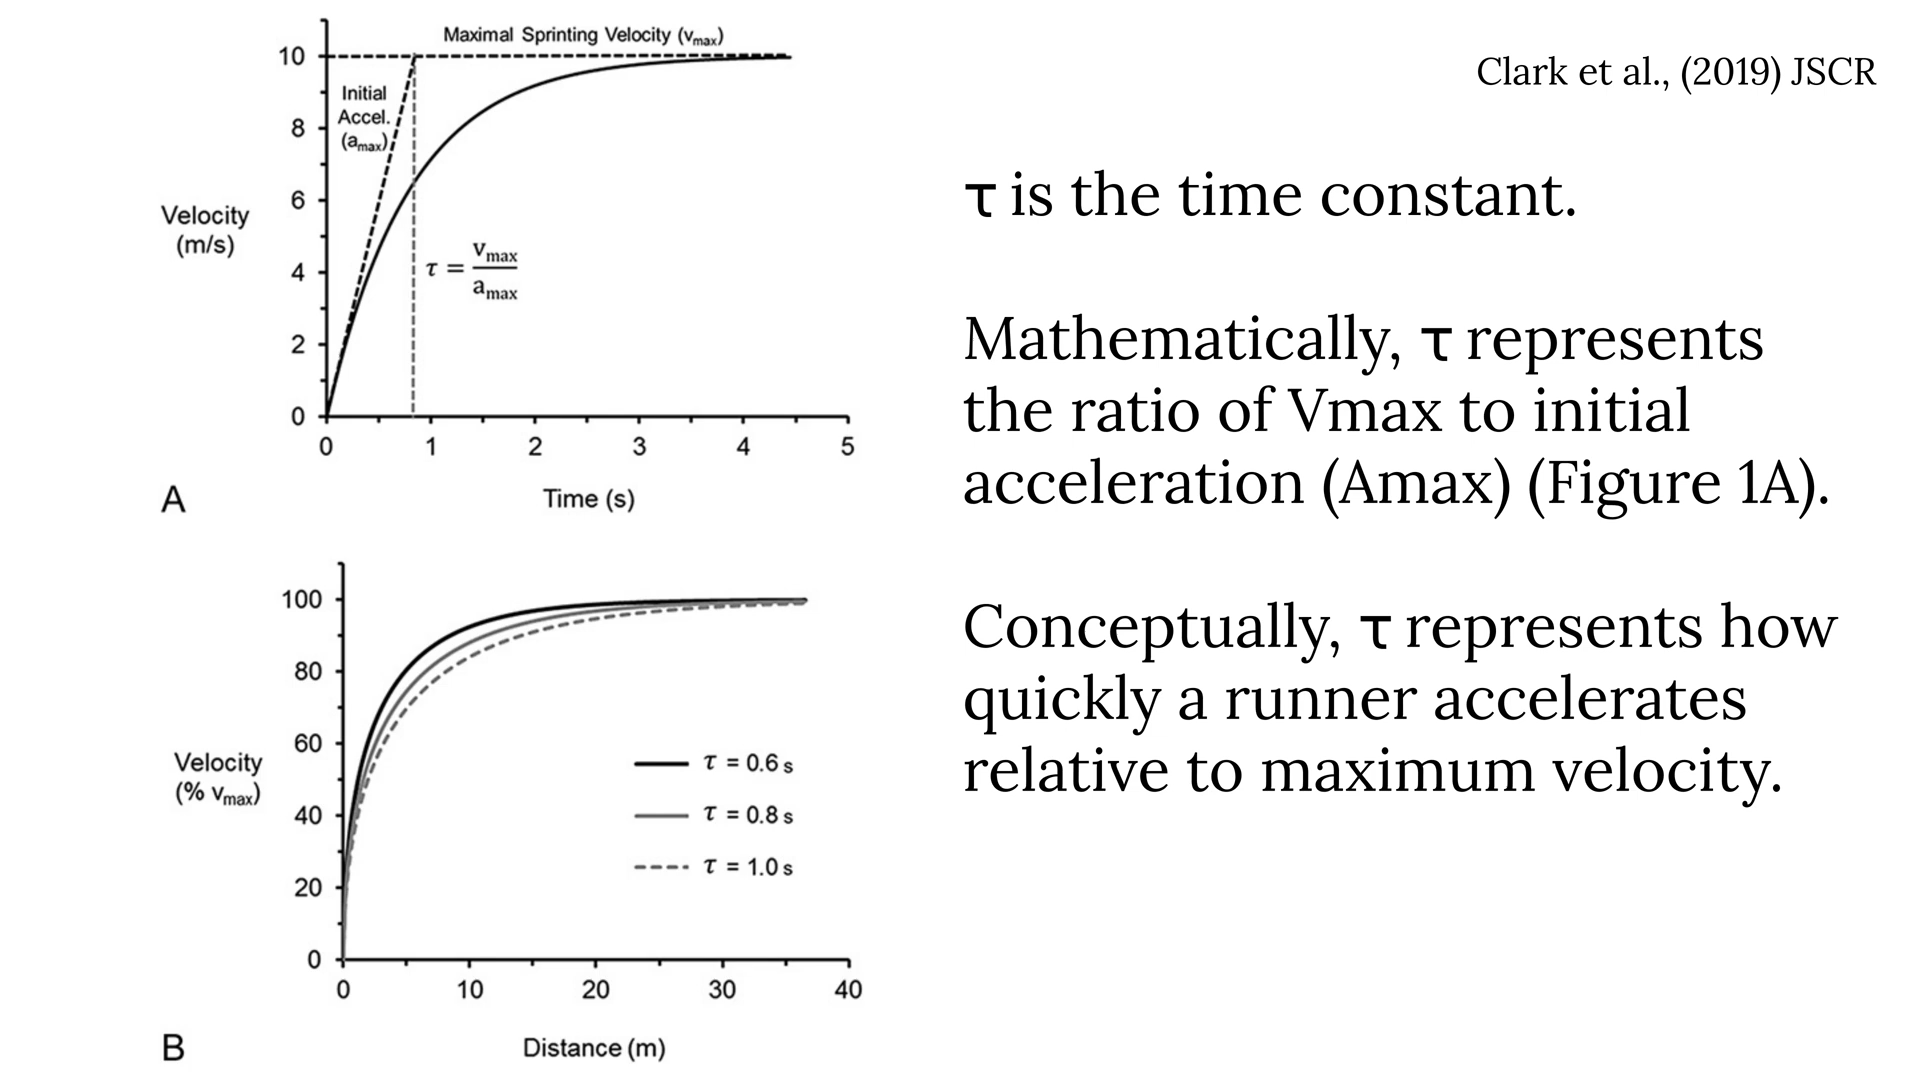 Maximal Sprinting Velocity (vmax)
10
Initial
Accel.
(amax)
8
6
Velocity
(m/s)
τ = vmax
amax
4
2
0
0 1 2 3 4 5
A
Time (s)
100
80
60
Velocity
(% vmax)
τ = 0.6 s
40
τ = 0.8 s
τ = 1.0 s
20
0
0 10 20 30 40
B
Distance (m)
Clark et al., (2019) JSCR
τ is the time constant.
Mathematically, τ represents
the ratio of Vmax to initial
acceleration (Amax) (Figure 1A).
Conceptually, τ represents how
quickly a runner accelerates
relative to maximum velocity.